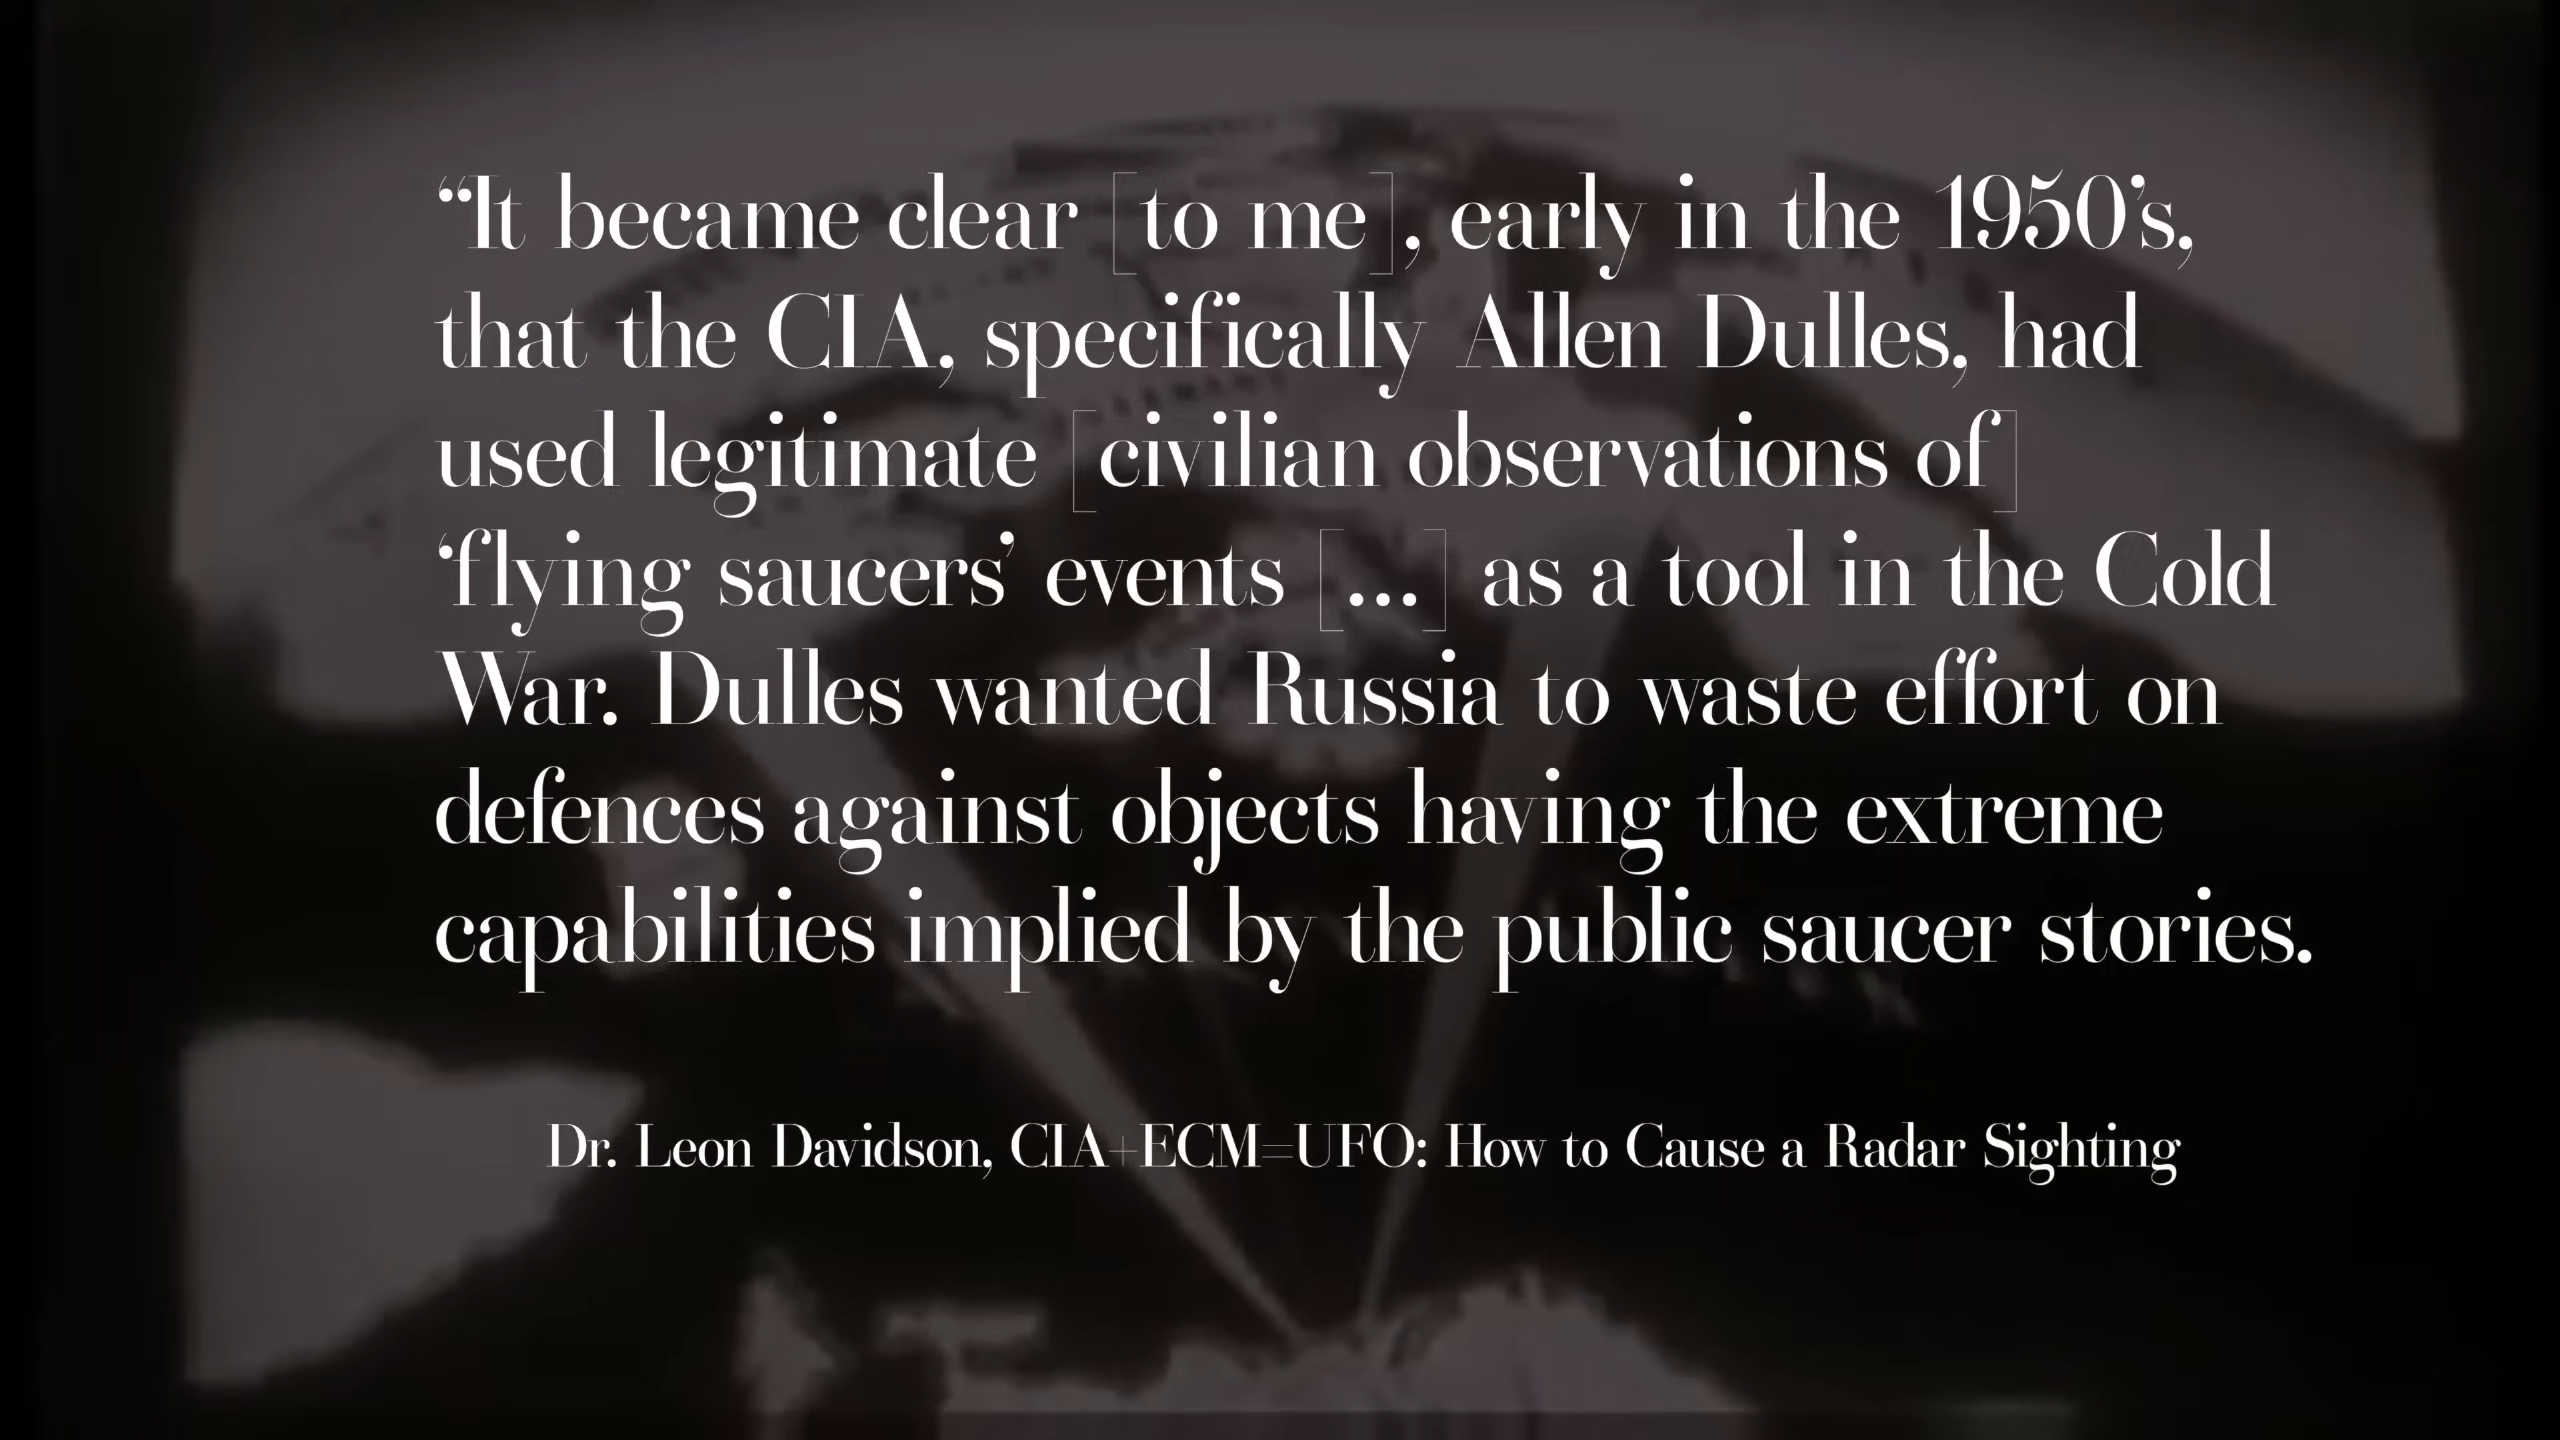 “It became clear [to me], early in the 1950’s,
that the CIA, specifically Allen Dulles, had
used legitimate [civilian observations of]
‘flying saucers’ events [...] as a tool in the Cold
War. Dulles wanted Russia to waste effort on
defences against objects having the extreme
capabilities implied by the public saucer stories.
Dr. Leon Davidson, CIA+ECM=UFO: How to Cause a Radar Sighting